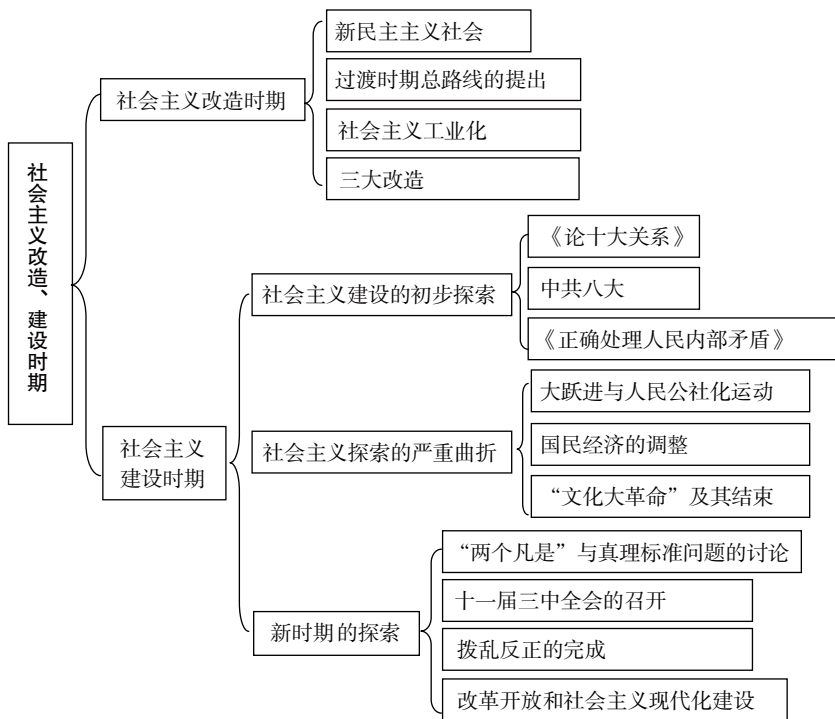 社会主义改造、建设时期
社会主义改造时期
新民主主义社会
过渡时期总路线的提出
社会主义工业化
三大改造
社会主义
建设时期
社会主义建设的初步探索
《论十大关系》
中共八大
《正确处理人民内部矛盾》
社会主义探索的严重曲折
大跃进与人民公社化运动
国民经济的调整
“文化大革命”及其结束
新时期的探索
“两个凡是”与真理标准问题的讨论
十一届三中全会的召开
拨乱反正的完成
改革开放和社会主义现代化建设